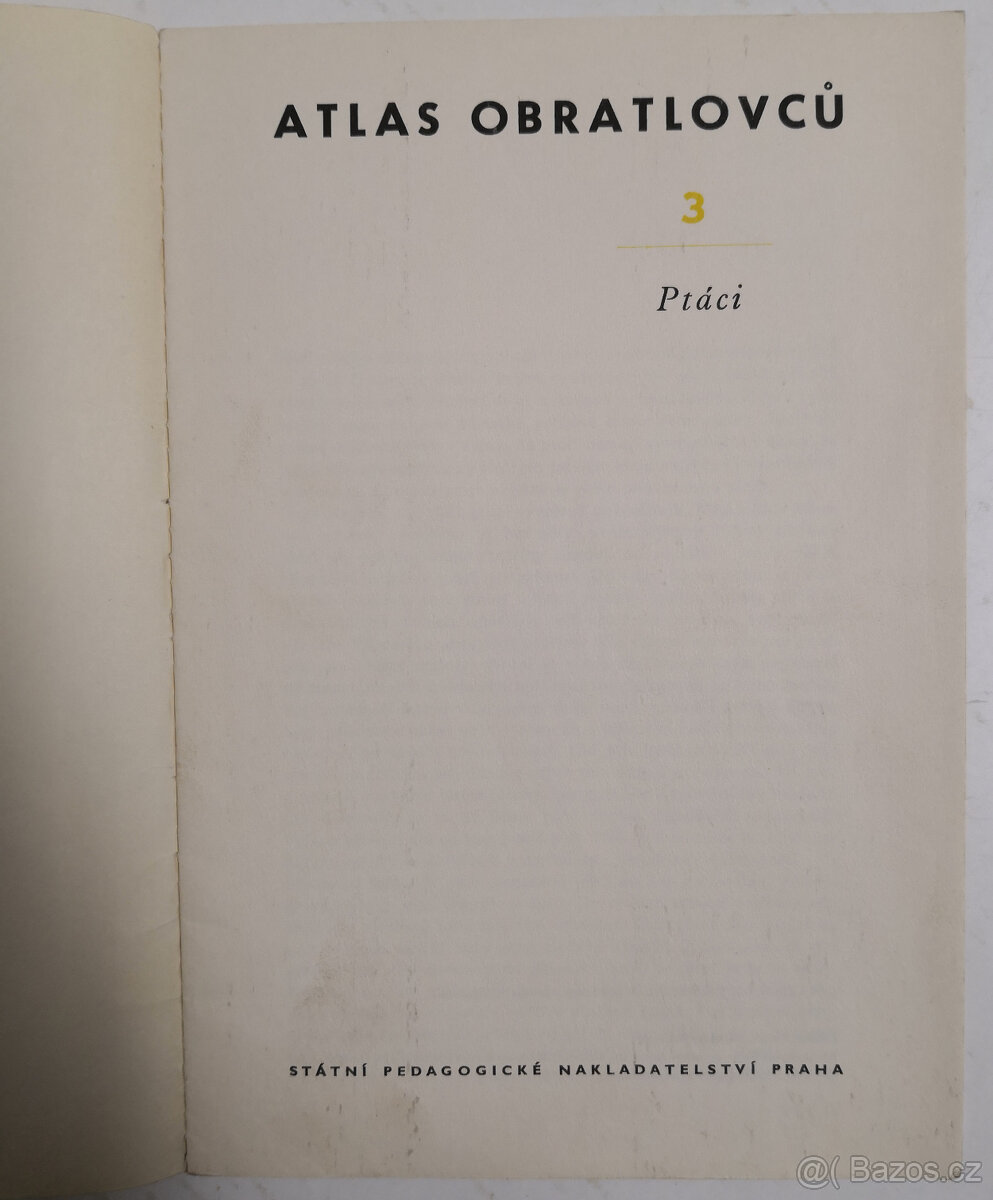 ATLAS OBRATLOVCŮ
3
Ptáci
STÁTNÍ PEDAGOGICKÉ NAKLADATELSTVÍ PRAHA
@( Bazos.cz